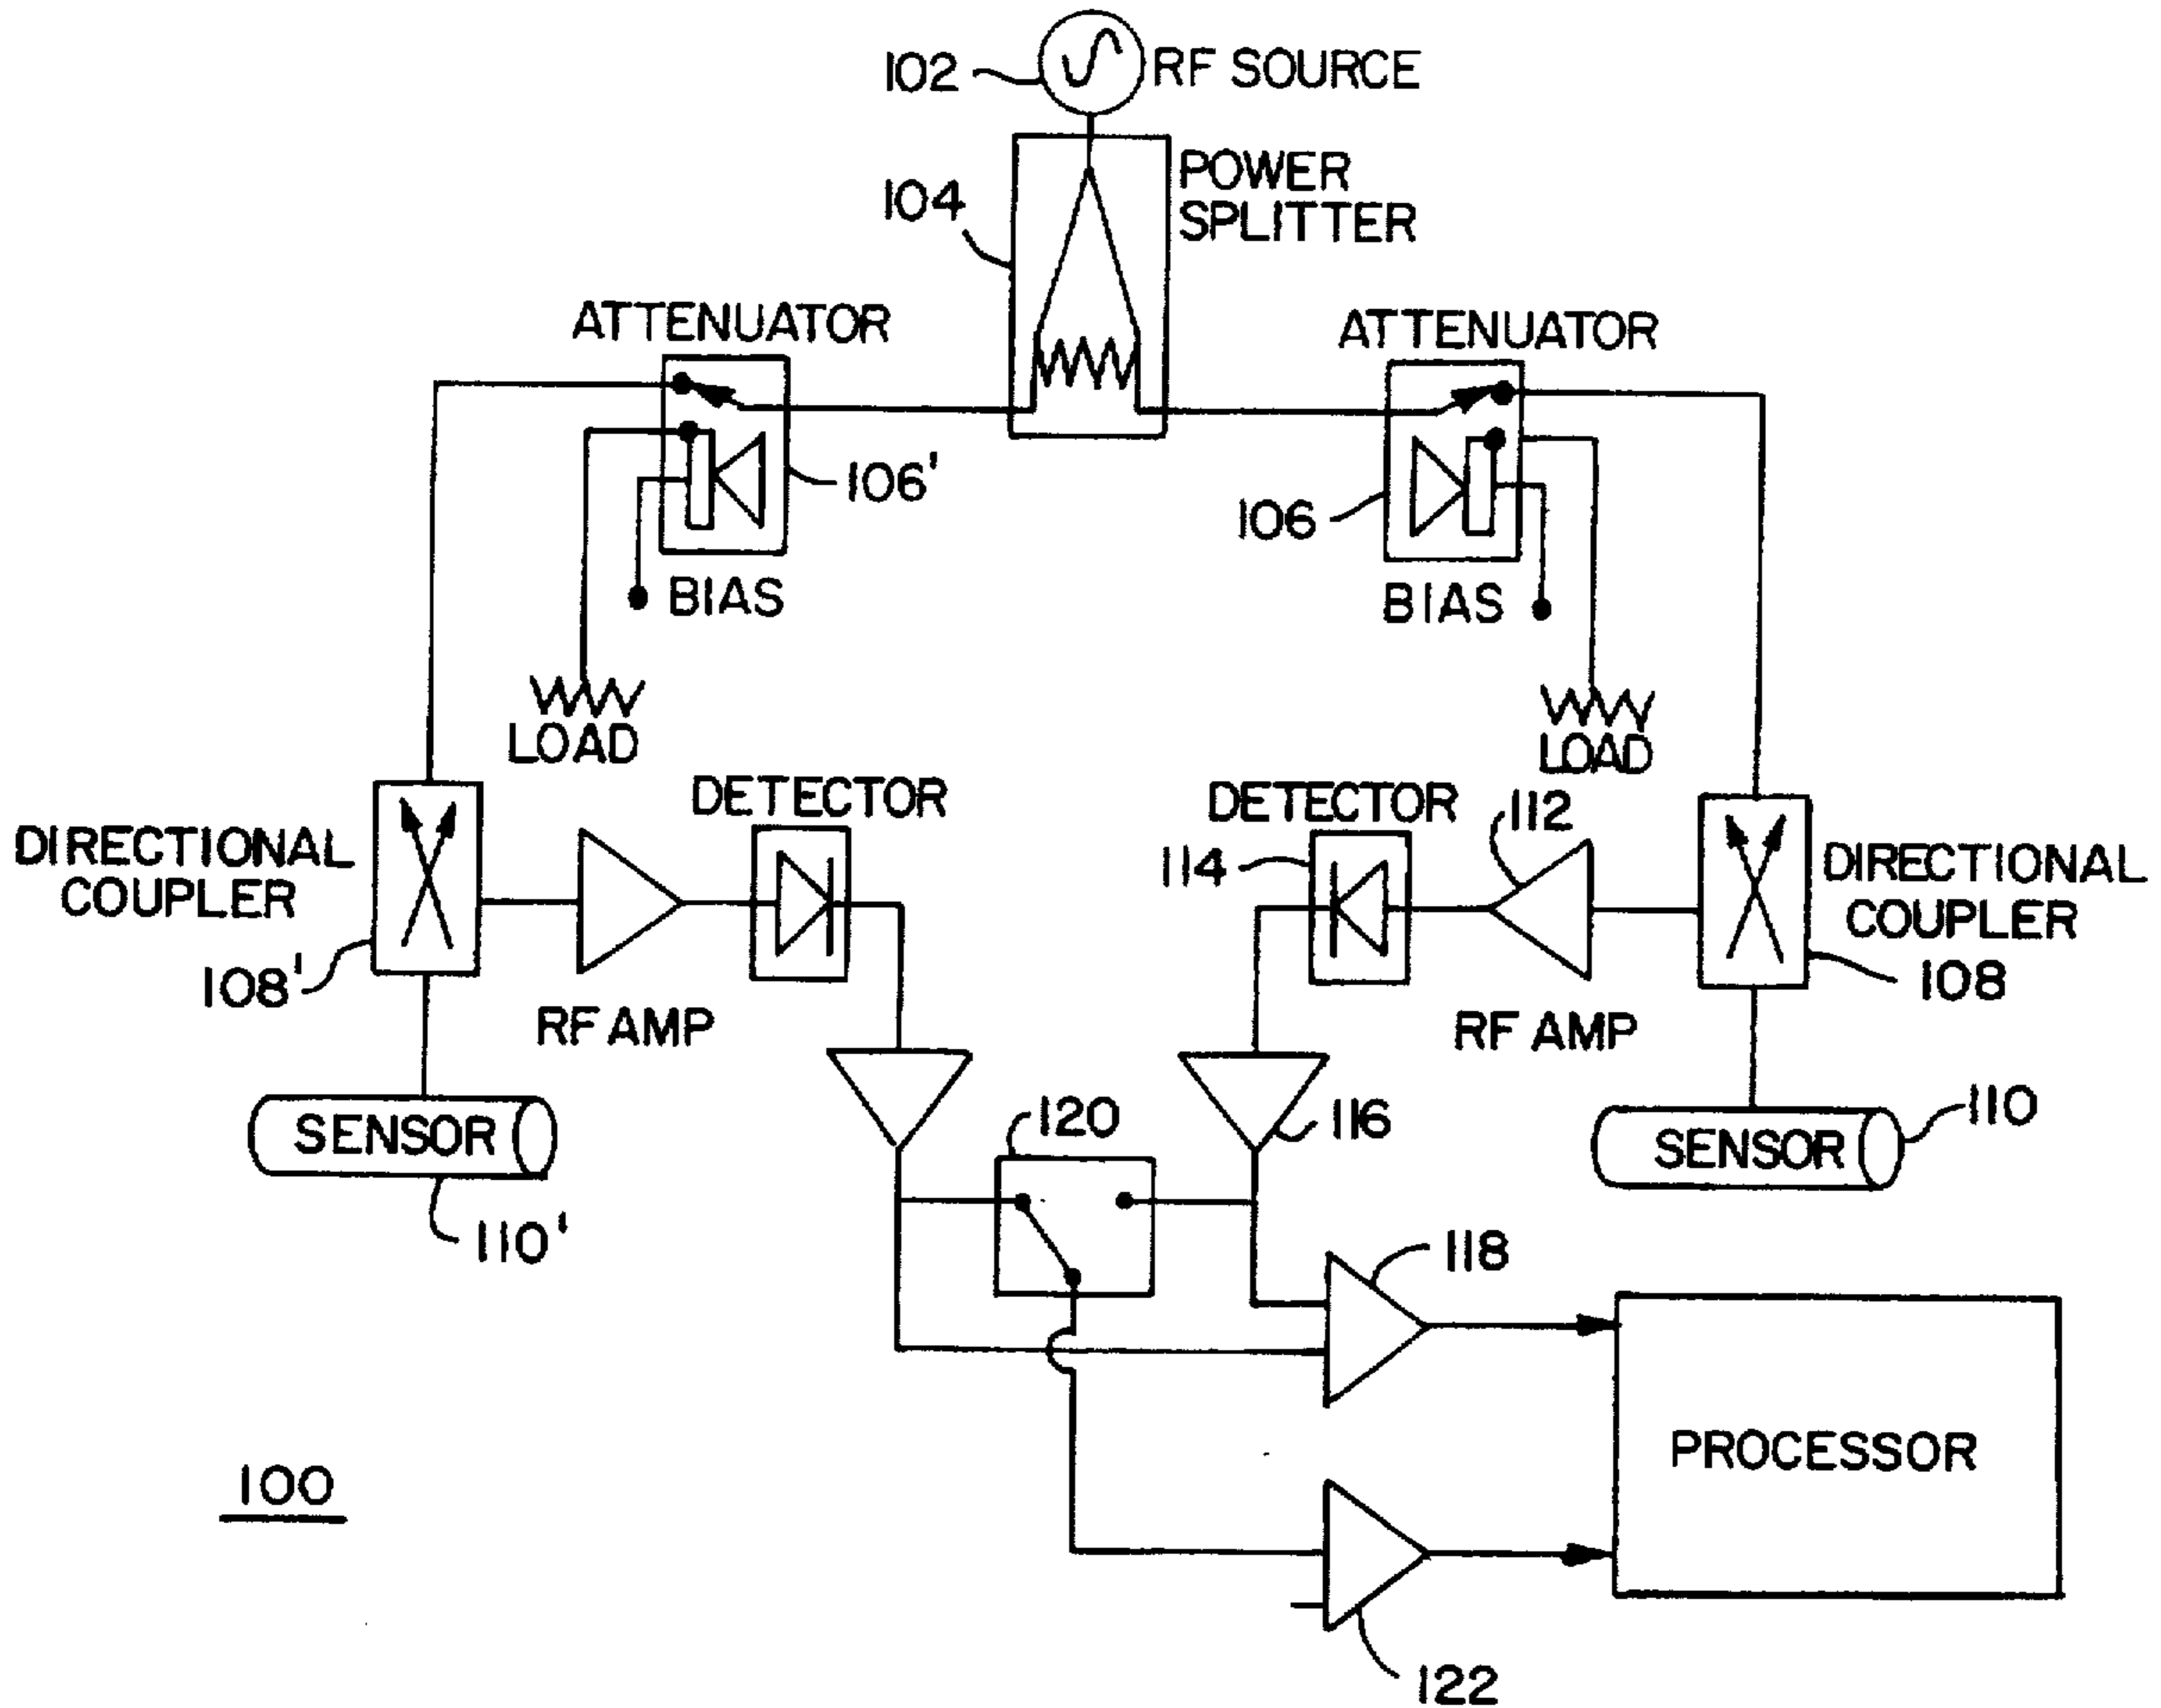 102
RF SOURCE
104
POWER
SPLITTER
ATTENUATOR
ATTENUATOR
106'
106
BIAS
BIAS
LOAD
LOAD
DETECTOR
DETECTOR
112
114
DIRECTIONAL
COUPLER
DIRECTIONAL
COUPLER
108'
108
RF AMP
RF AMP
SENSOR
120
116
SENSOR
110
110'
118
PROCESSOR
100
122